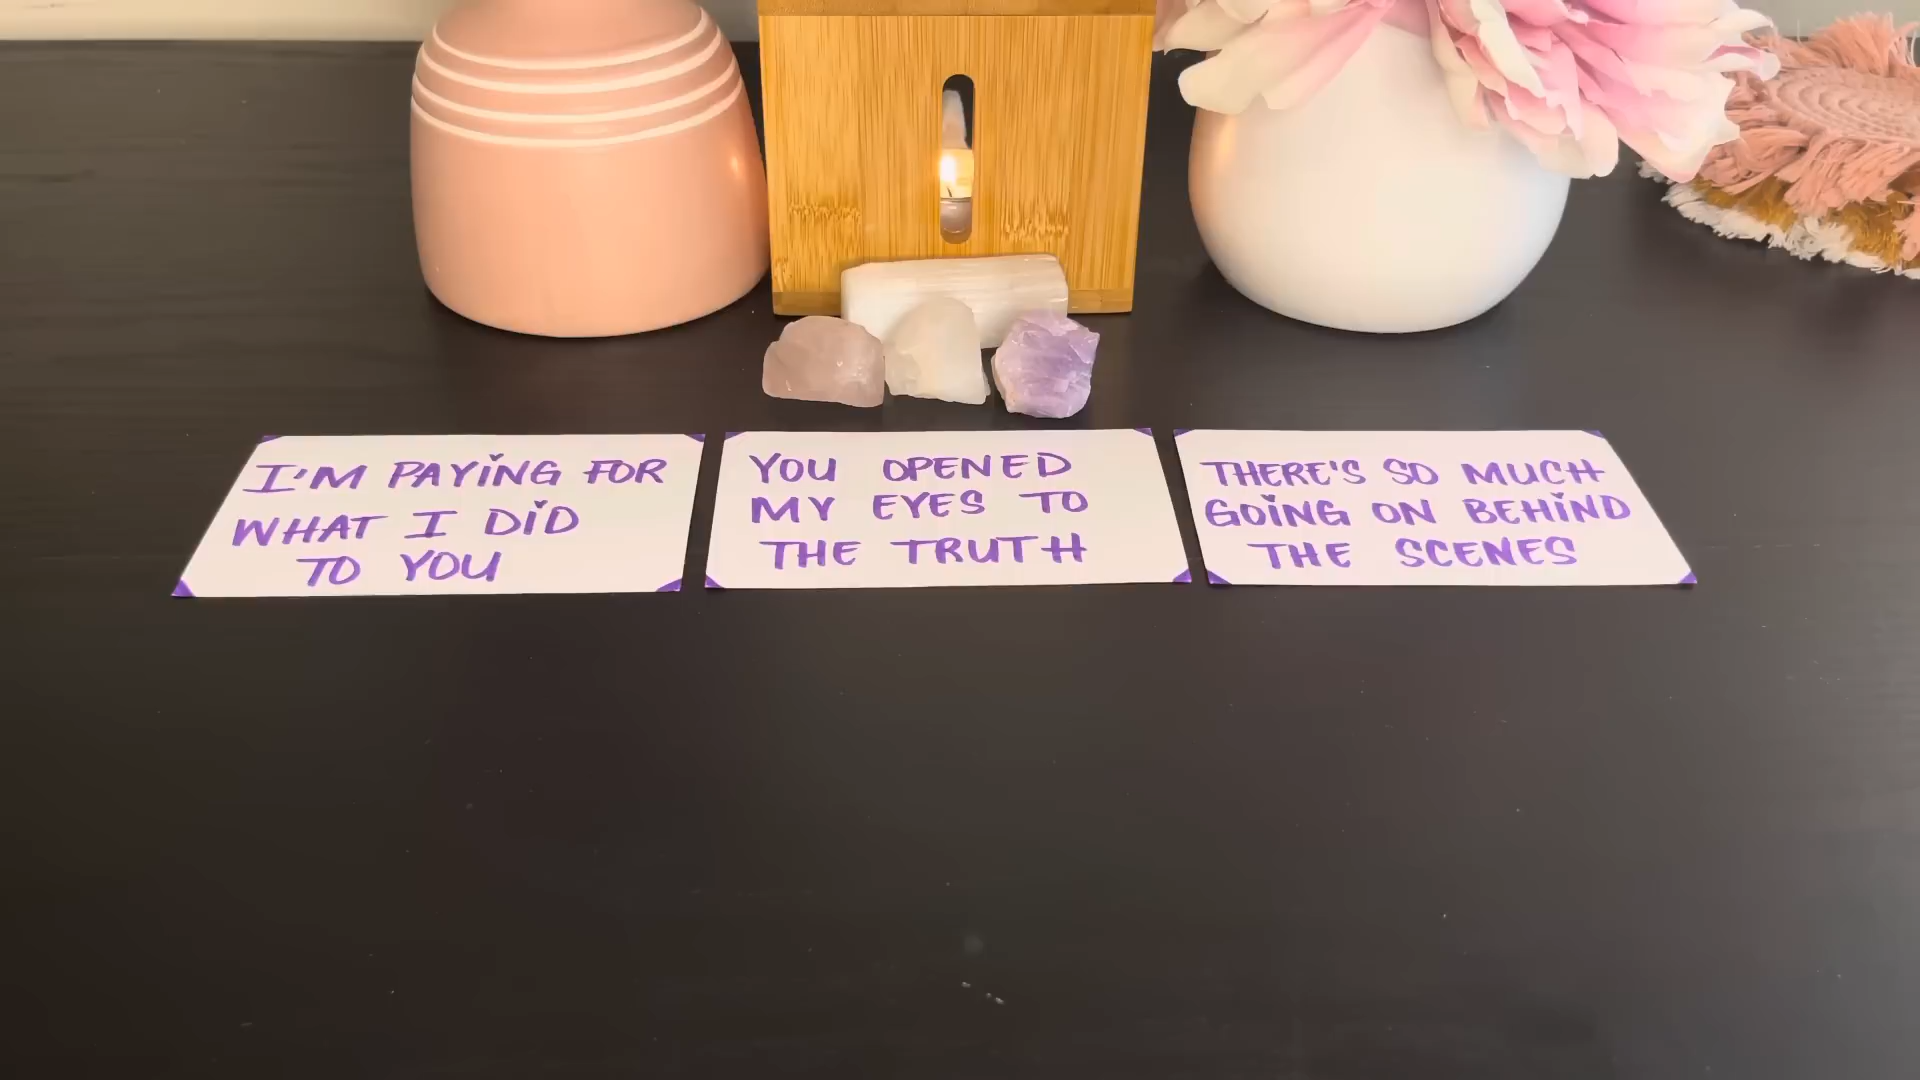 I'M PAYING FOR
WHAT I DID
TO YOU
YOU OPENED
MY EYES TO
THE TRUTH
THERE'S SO MUCH
GOING ON BEHIND
THE SCENES